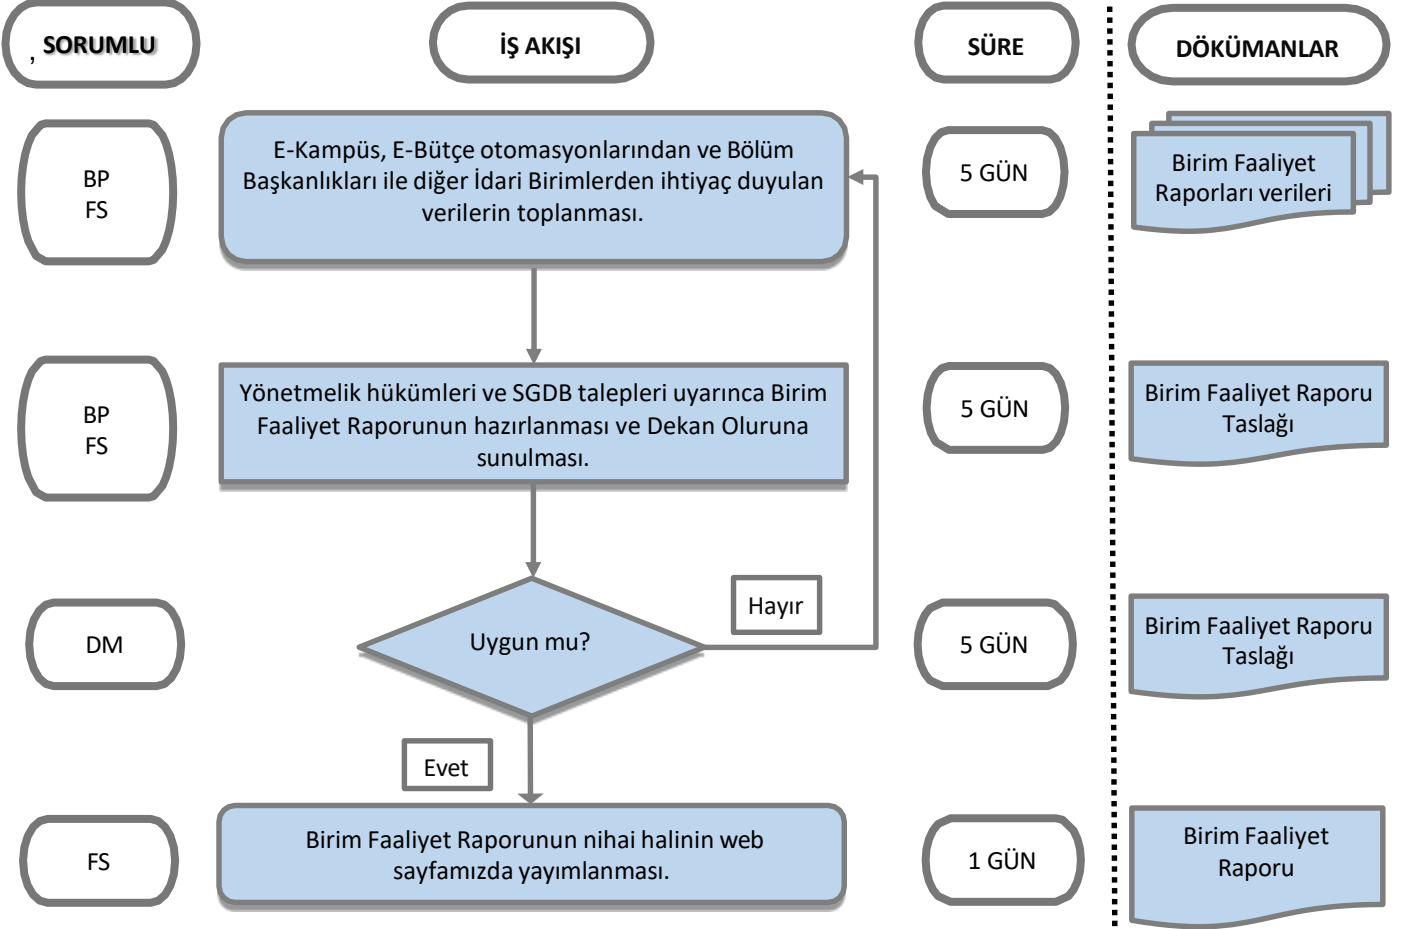 , SORUMLU
İŞ AKIŞI
SÜRE
DÖKÜMANLAR
BP
FS
E-Kampüs, E-Bütçe otomasyonlarından ve Bölüm
Başkanlıkları ile diğer İdari Birimlerden ihtiyaç duyulan
verilerin toplanması.
5 GÜN
Birim Faaliyet
Raporları verileri
BP
FS
Yönetmelik hükümleri ve SGDB talepleri uyarınca Birim
Faaliyet Raporunun hazırlanması ve Dekan Oluruna
sunulması.
5 GÜN
Birim Faaliyet Raporu
Taslağı
DM
Uygun mu?
Hayır
5 GÜN
Birim Faaliyet Raporu
Taslağı
Evet
FS
Birim Faaliyet Raporunun nihai halinin web
sayfamızda yayımlanması.
1 GÜN
Birim Faaliyet
Raporu